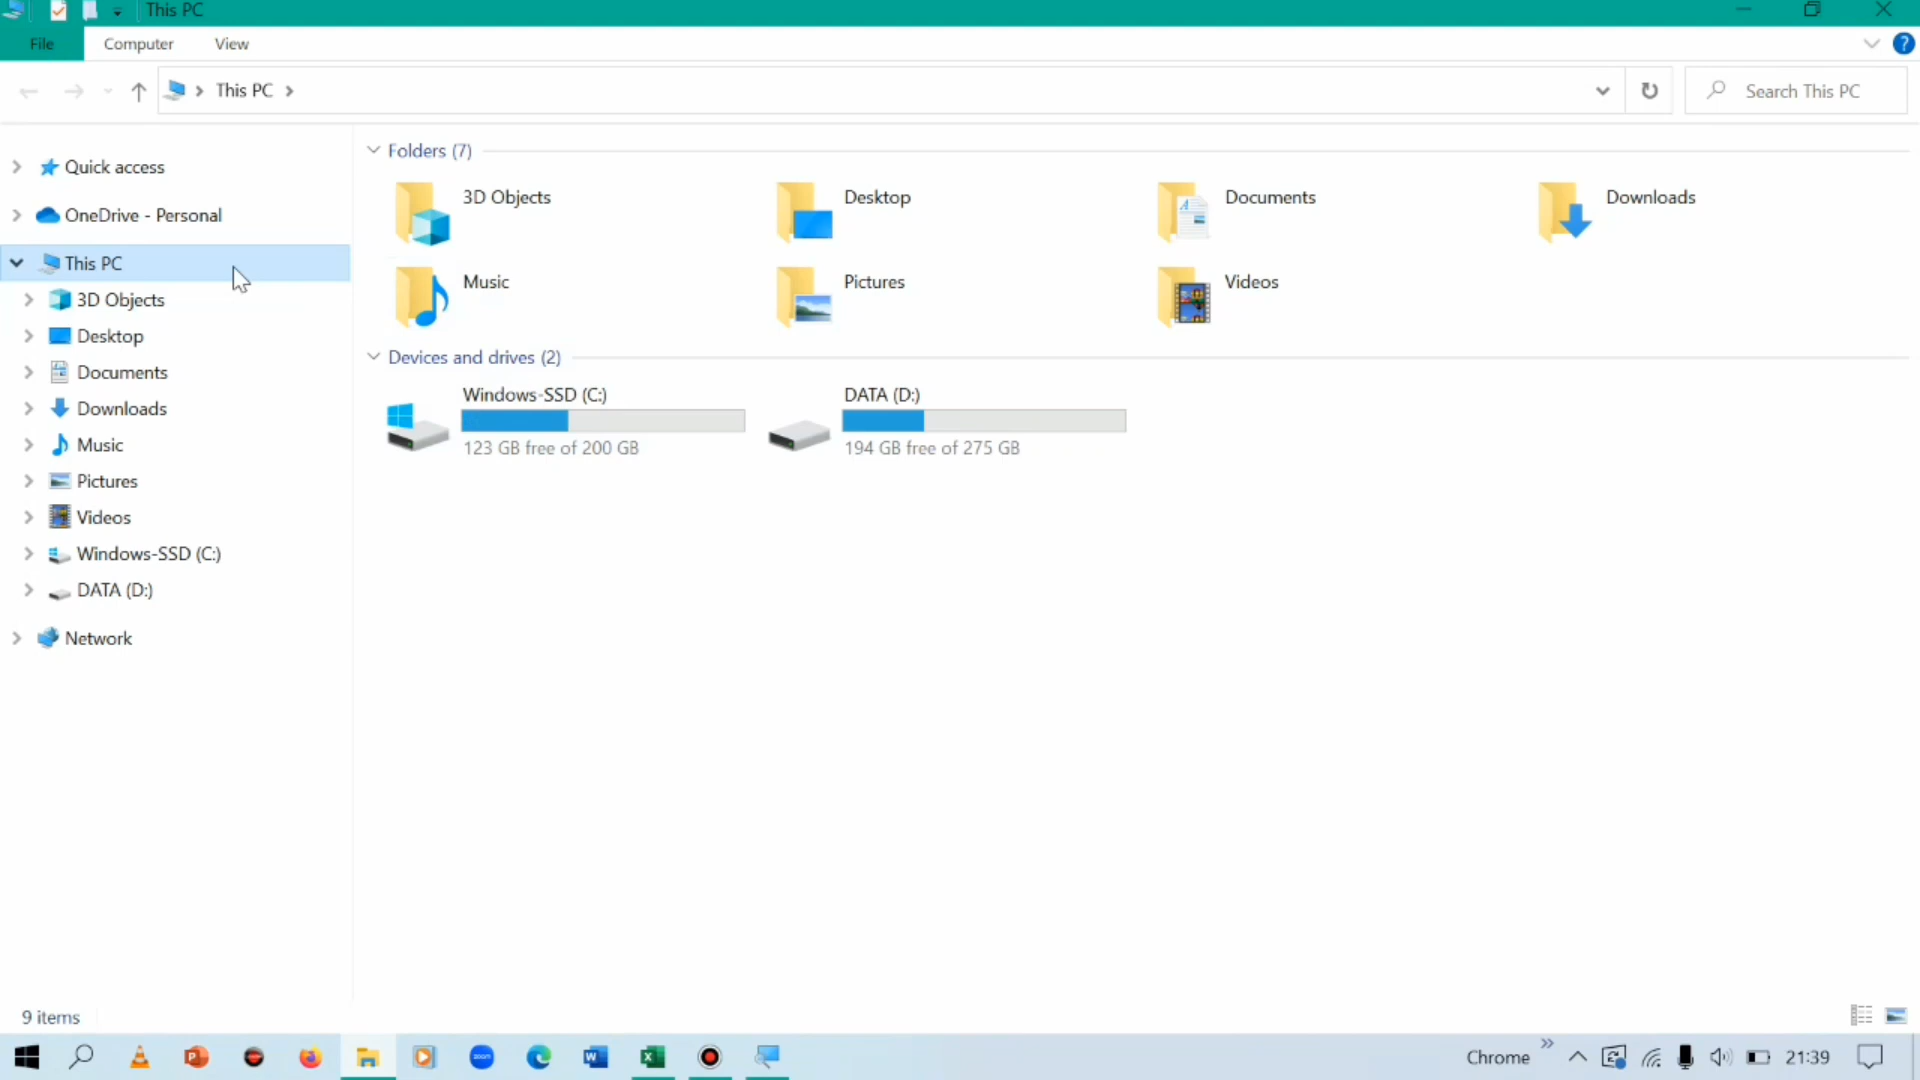 This PC
File Computer View
This PC
Search This PC
Quick access
OneDrive - Personal
This PC
3D Objects
Desktop
Documents
Downloads
Music
Pictures
Videos
Windows-SSD (C:)
DATA (D:)
Network
Folders (7)
3D Objects
Desktop
Documents
Downloads
Music
Pictures
Videos
Devices and drives (2)
Windows-SSD (C:)
123 GB free of 200 GB
DATA (D:)
194 GB free of 275 GB
9 items
zoom
Chrome
21:39